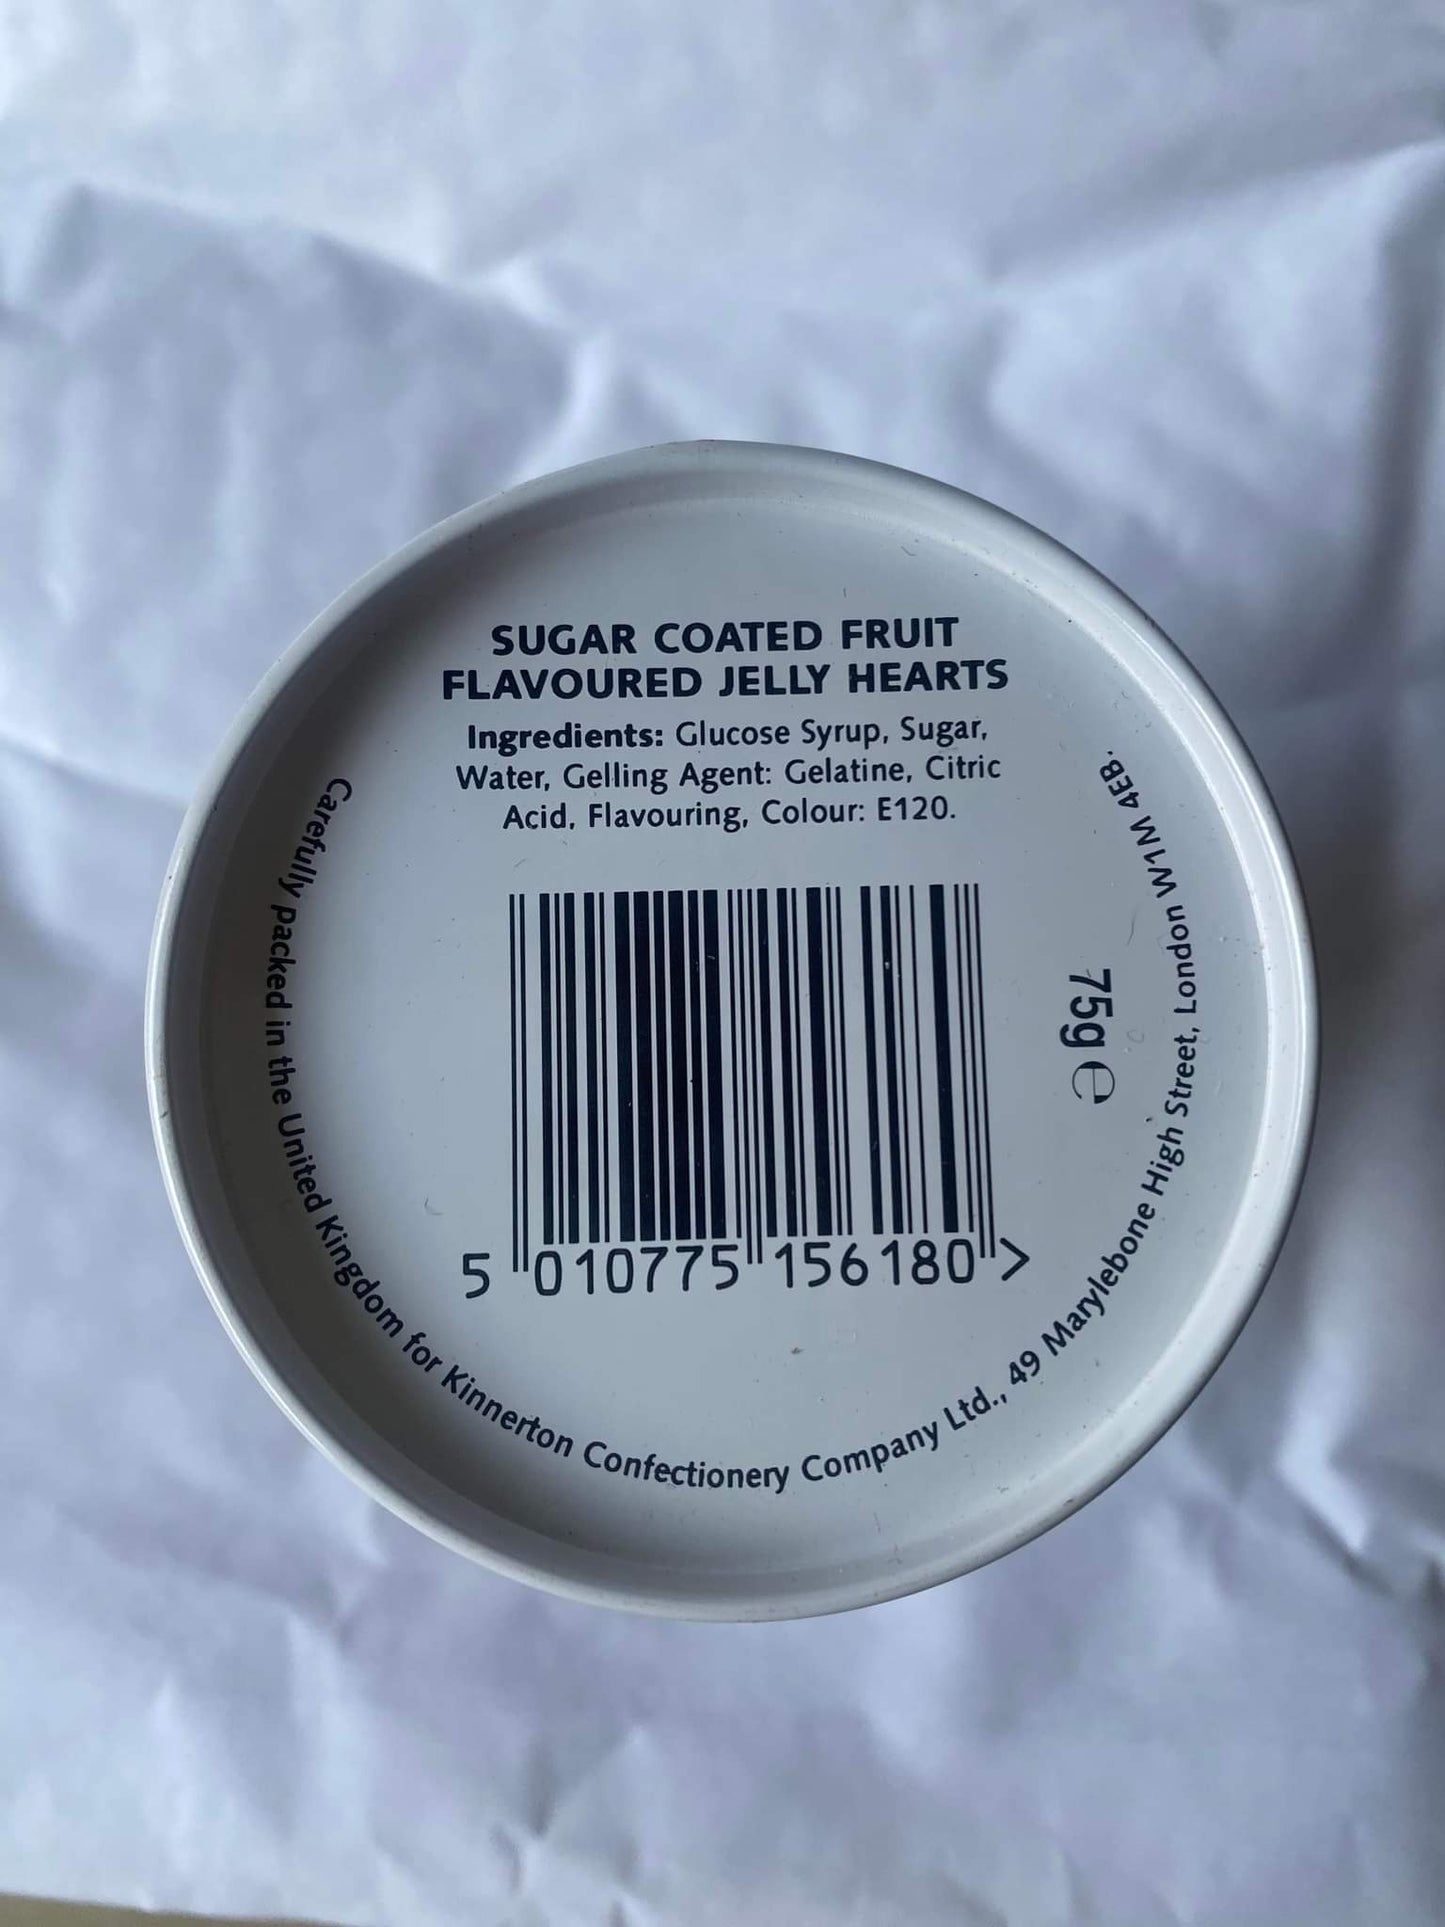 SUGAR COATED FRUIT
FLAVOURED JELLY HEARTS
Ingredients: Glucose Syrup, Sugar,
Water, Gelling Agent: Gelatine, Citric
Acid, Flavouring, Colour: E120.
5 010775 156180 >
75g ℮
Carefully packed in the United Kingdom for Kinnerton Confectionery Company Ltd., 49 Marylebone High Street, London W1M 4EB.